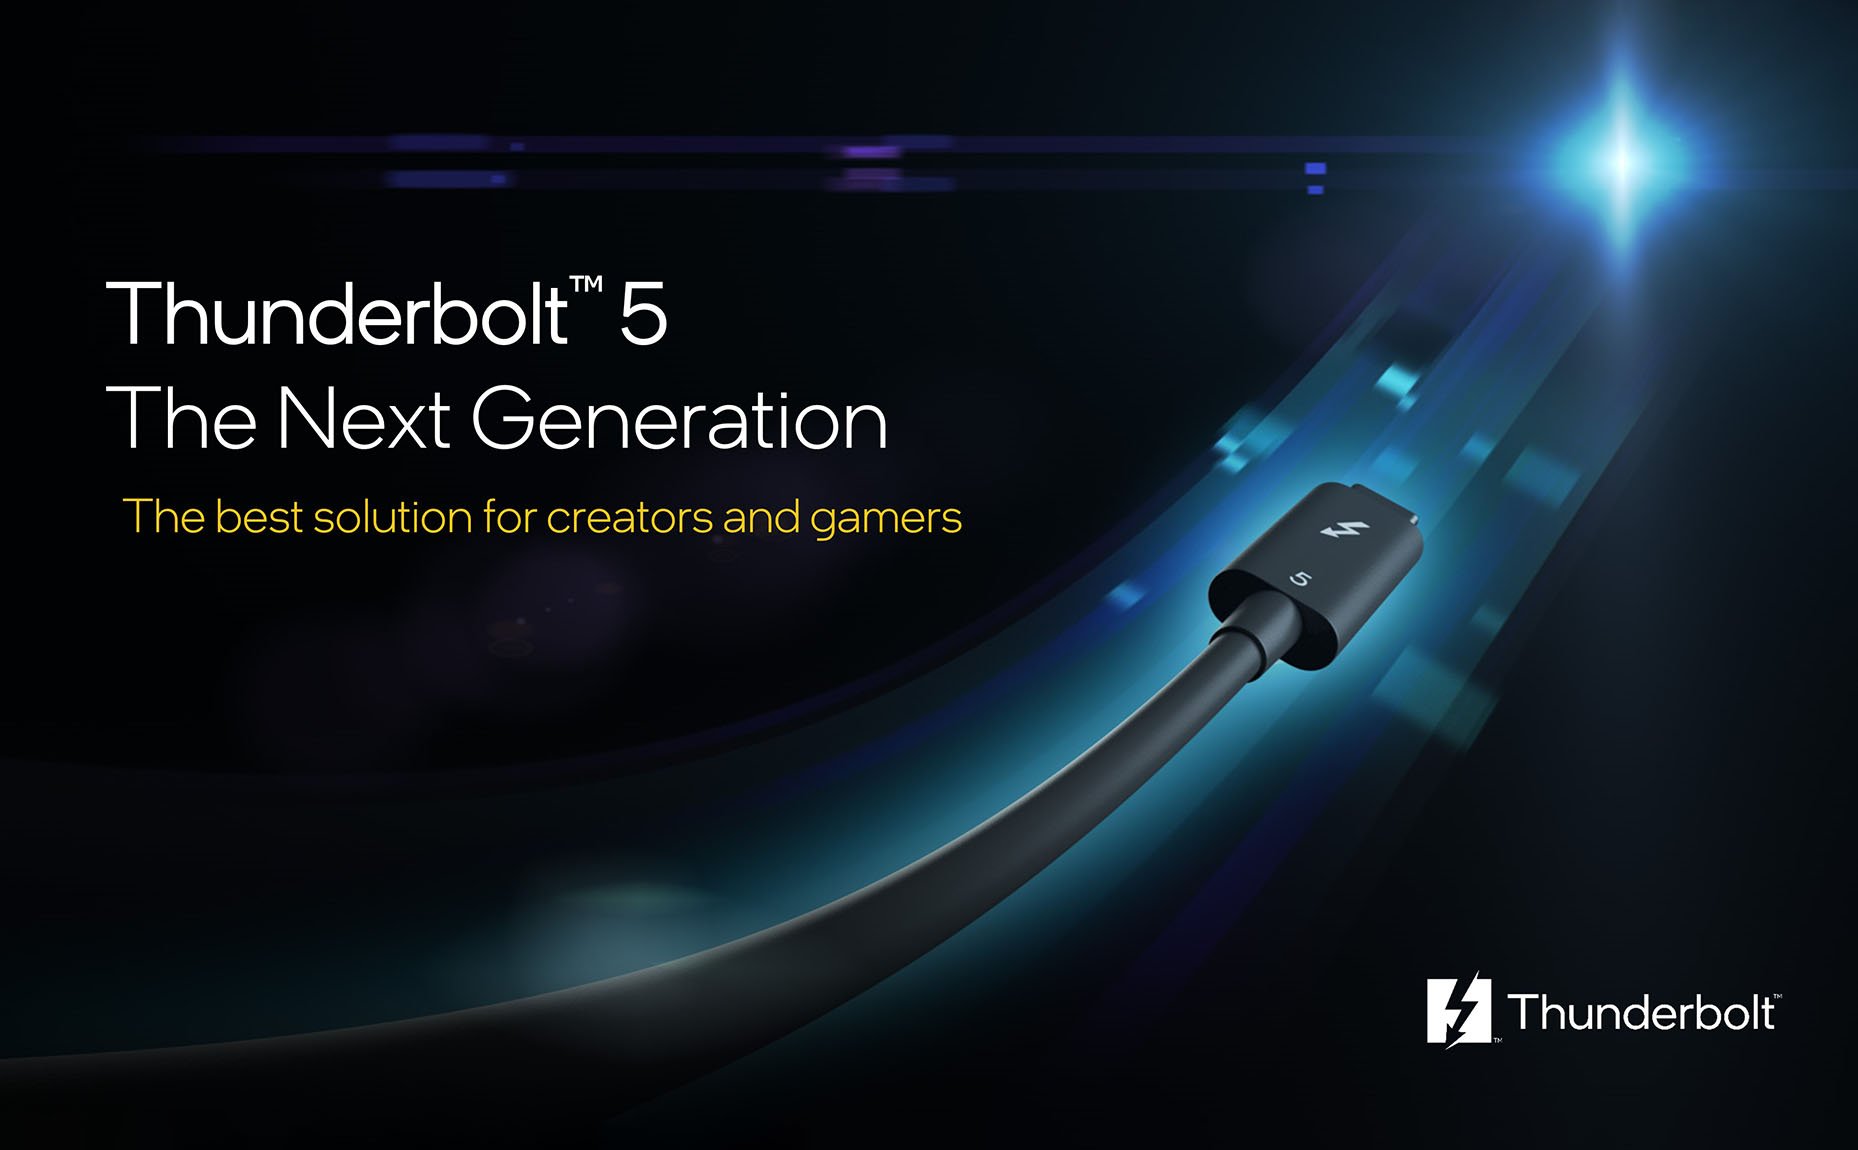 Thunderbolt™ 5
The Next Generation
The best solution for creators and gamers
5
Thunderbolt™